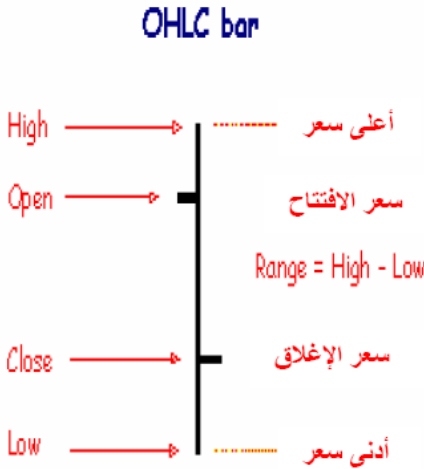 OHLC bar
High أعلى سعر
Open سعر الافتتاح
Range = High - Low
Close سعر الإغلاق
Low أدنى سعر